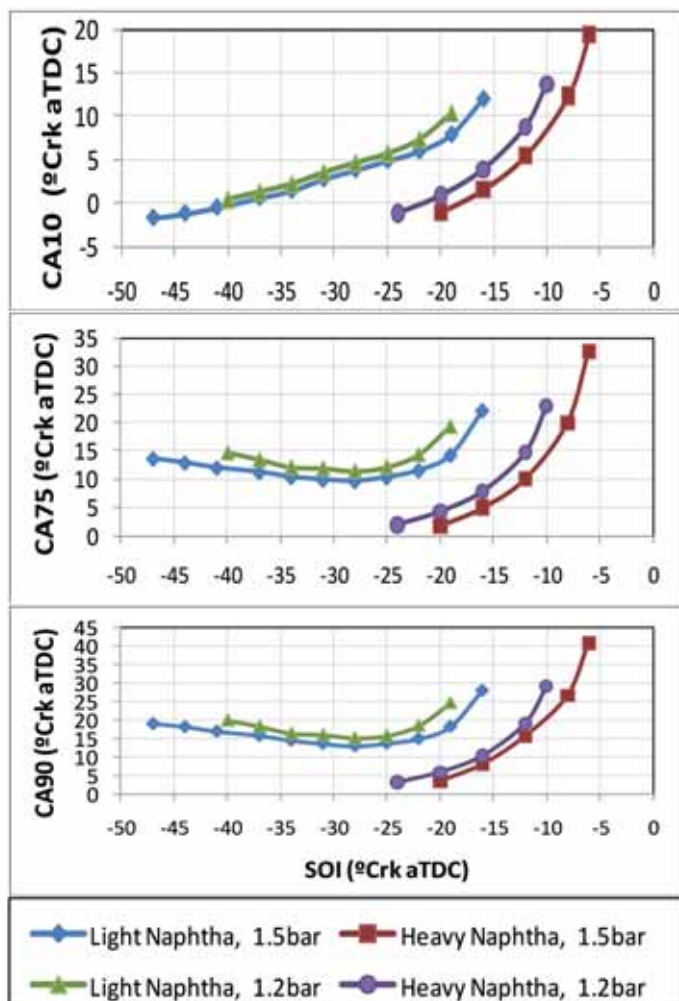 20
15
10
5
0
-5
CA10 (ºCrk aTDC)
-50 -45 -40 -35 -30 -25 -20 -15 -10 -5 0
35
30
25
20
15
10
5
0
CA75 (ºCrk aTDC)
-50 -45 -40 -35 -30 -25 -20 -15 -10 -5 0
45
40
35
30
25
20
15
10
5
0
CA90 (ºCrk aTDC)
-50 -45 -40 -35 -30 -25 -20 -15 -10 -5 0
SOI (ºCrk aTDC)
Light Naphtha, 1.5bar Heavy Naphtha, 1.5bar
Light Naphtha, 1.2bar Heavy Naphtha, 1.2bar